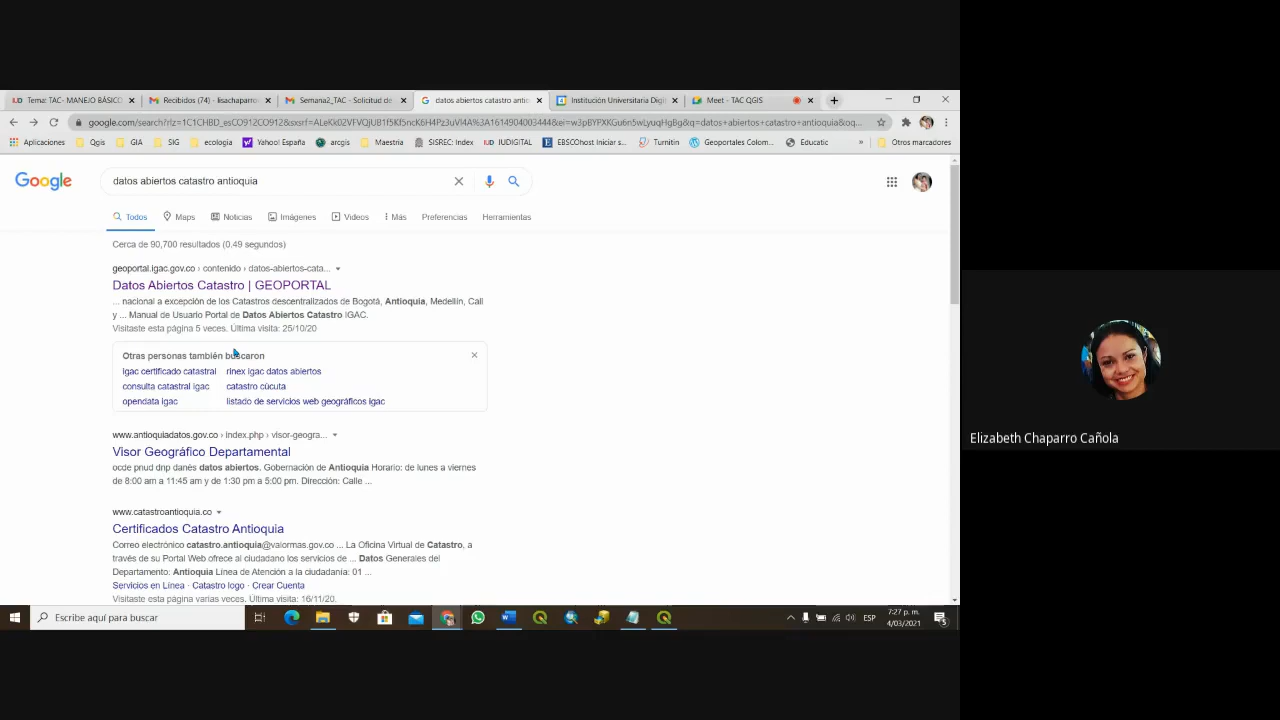 Tema: TAC- MANEJO BÁSICO
Recibidos (74) - lisachaparro
Semana2_TAC - Solicitud de
datos abiertos catastro antio
Institución Universitaria Digit
Meet - TAC QGIS
Aplicaciones
Qgis
GIA
SIG
ecologia
Yahoo! España
arcgis
Maestria
SISREC: Index
IUDIGITAL
EBSCOhost Iniciar s...
Turnitin
Geoportales Colom...
Educatic
»
Otros marcadores
Google
datos abiertos catastro antioquia
Todos
Maps
Noticias
Imágenes
Videos
Más
Preferencias
Herramientas
Cerca de 90,700 resultados (0.49 segundos)
geoportal.igac.gov.co › contenido › datos-abiertos-cata...
Datos Abiertos Catastro | GEOPORTAL
... nacional a excepción de los Catastros descentralizados de Bogotá, Antioquia, Medellín, Cali
y ... Manual de Usuario Portal de Datos Abiertos Catastro IGAC.
Visitaste esta página 5 veces. Última visita: 25/10/20
Otras personas también buscaron
igac certificado catastral
rinex igac datos abiertos
consulta catastral igac
catastro cúcuta
opendata igac
listado de servicios web geográficos igac
www.antioquiadatos.gov.co › index.php › visor-geogra...
Visor Geográfico Departamental
ocde pnud dnp danés datos abiertos. Gobernación de Antioquia Horario: de lunes a viernes
de 8:00 am a 11:45 am y de 1:30 pm a 5:00 pm. Dirección: Calle ...
www.catastroantioquia.co
Certificados Catastro Antioquia
Correo electrónico catastro.antioquia@valormas.gov.co ... La Oficina Virtual de Catastro, a
través de su Portal Web ofrece al ciudadano los servicios de ... Datos Generales del
Departamento: Antioquia Línea de Atención a la ciudadanía: 01 ...
Servicios en Línea · Catastro logo · Crear Cuenta
Visitaste esta página varias veces. Última visita: 16/11/20.
Elizabeth Chaparro Cañola
Escribe aquí para buscar
ESP
7:27 p. m.
4/03/2021
5